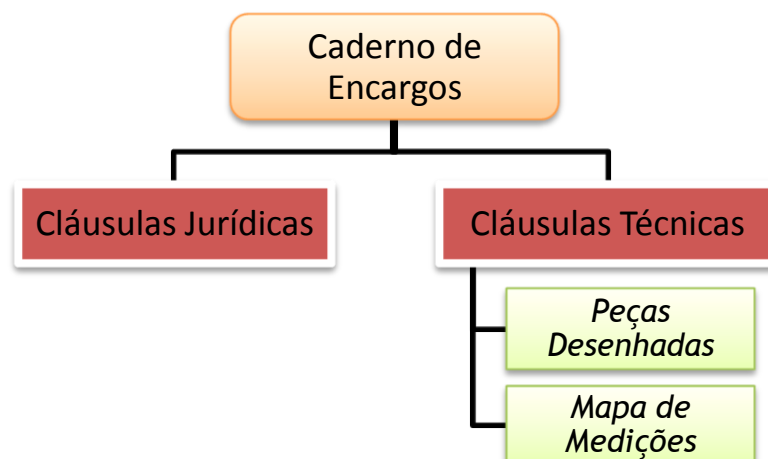 Caderno de
Encargos
Cláusulas Jurídicas
Cláusulas Técnicas
Peças
Desenhadas
Mapa de
Medições